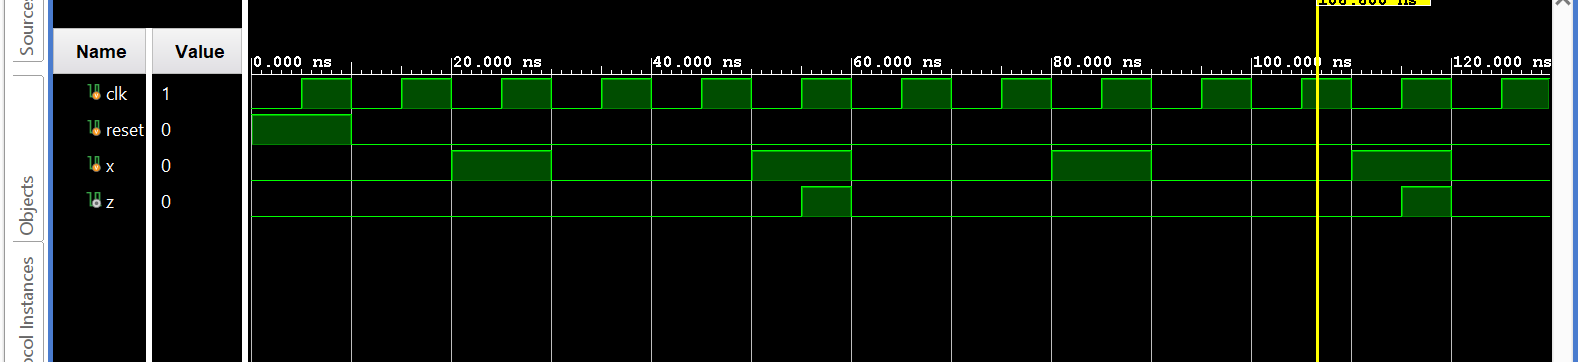 Sources
Objects
ocol Instances
Name Value
0.000 ns 20.000 ns 40.000 ns 60.000 ns 80.000 ns 100.000 ns 120.000 ns
clk 1
reset 0
x 0
z 0